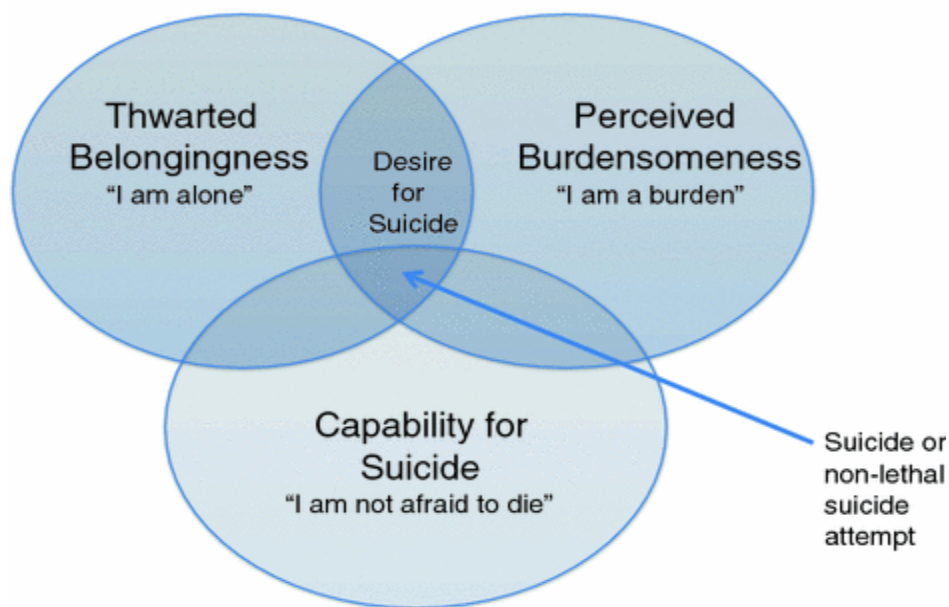 Thwarted
Belongingness
“I am alone”
Desire
for
Suicide
Perceived
Burdensomeness
“I am a burden”
Capability for
Suicide
“I am not afraid to die”
Suicide or
non-lethal
suicide
attempt